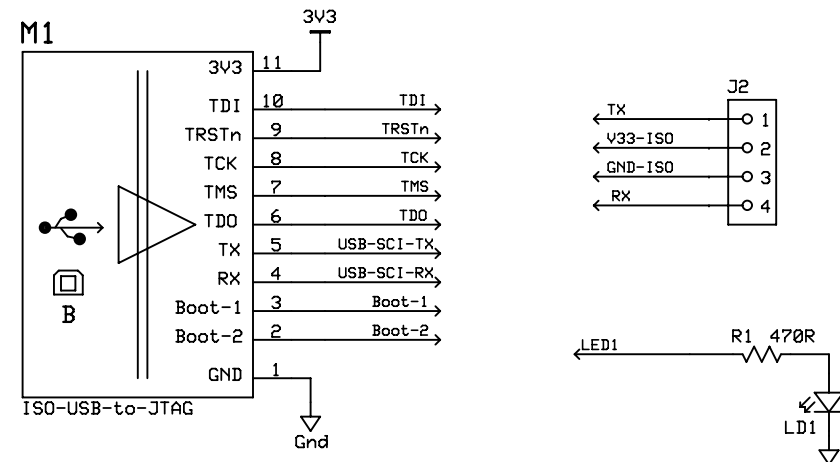 M1
3V3
3V3 11
TDI 10 TDI
TRSTn 9 TRSTn
TCK 8 TCK
TMS 7 TMS
TDO 6 TDO
TX 5 USB-SCI-TX
RX 4 USB-SCI-RX
Boot-1 3 Boot-1
Boot-2 2 Boot-2
GND 1
B
ISO-USB-to-JTAG
Gnd
J2
TX 1
V33-ISO 2
GND-ISO 3
RX 4
R1 470R
LED1
LD1